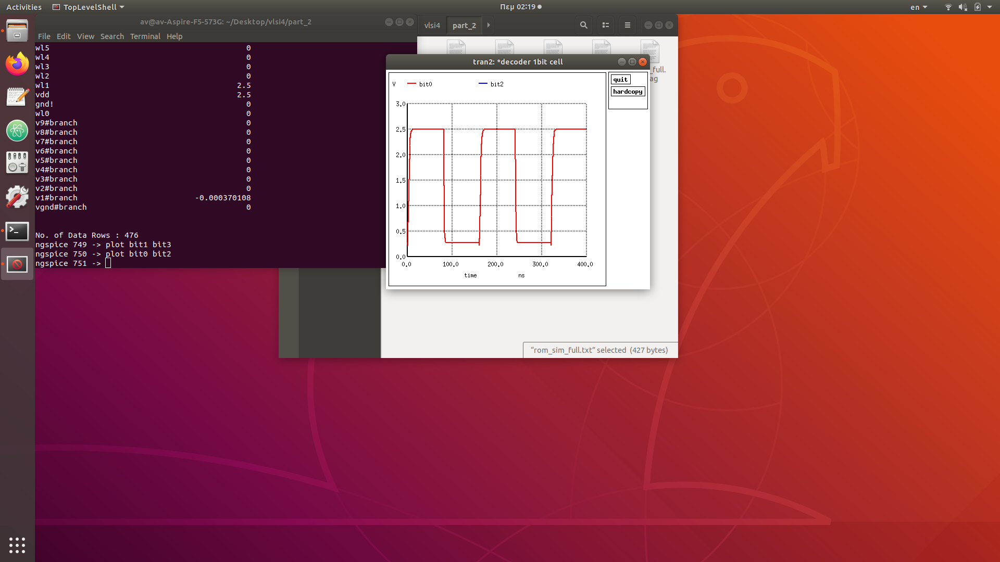 Activities
TopLevelShell
Πεμ 02:19
en
av@av-Aspire-F5-573G: ~/Desktop/vlsi4/part_2
File Edit View Search Terminal Help
wl5 0
wl4 0
wl3 0
wl2 0
wl1 2.5
vdd 2.5
gnd! 0
wl0 0
v9#branch 0
v8#branch 0
v7#branch 0
v6#branch 0
v5#branch 0
v4#branch 0
v3#branch 0
v2#branch 0
v1#branch -0.000370108
vgnd#branch 0
No. of Data Rows : 476
ngspice 749 -> plot bit1 bit3
ngspice 750 -> plot bit0 bit2
ngspice 751 ->
vlsi4 part_2
_full.
ag
tran2: *decoder 1bit cell
V bit0 bit2
quit
hardcopy
3.0
2.5
2.0
1.5
1.0
0.5
0.0
0.0 100.0 200.0 300.0 400.0
time ns
“rom_sim_full.txt” selected (427 bytes)